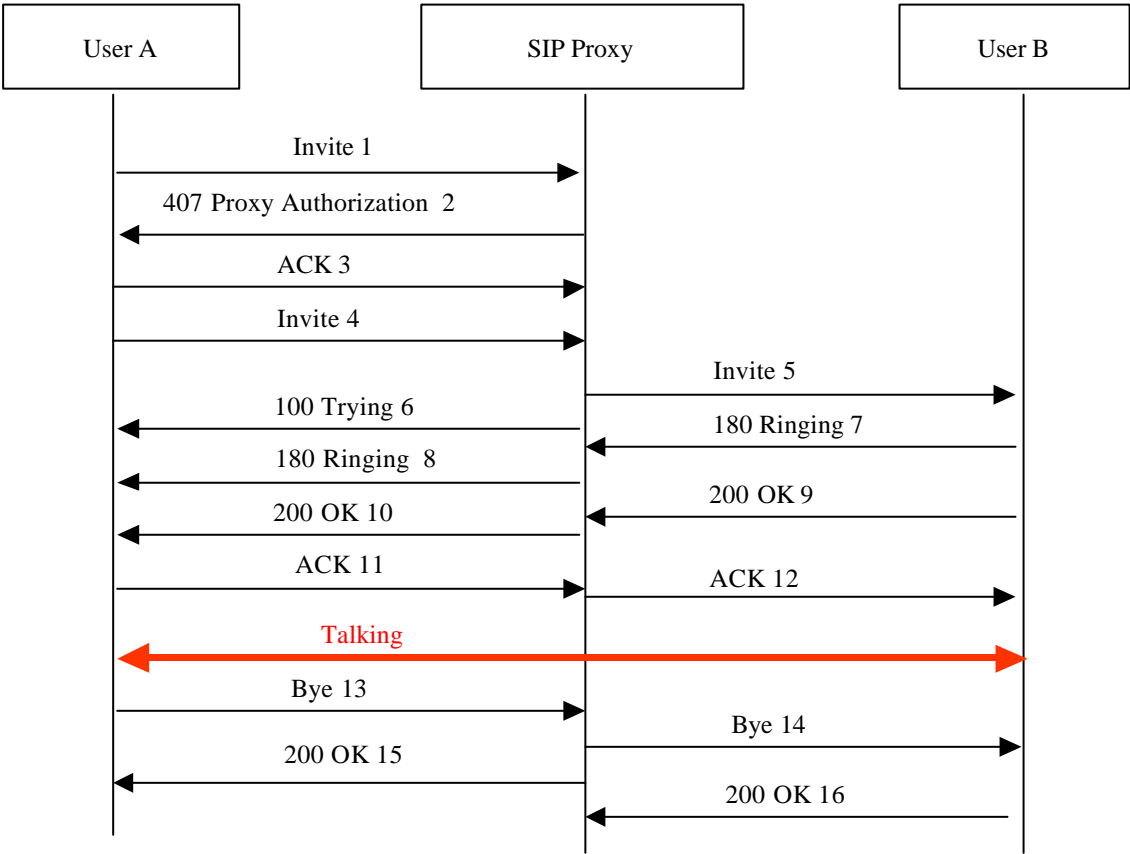 User A
SIP Proxy
User B
Invite 1
407 Proxy Authorization 2
ACK 3
Invite 4
Invite 5
100 Trying 6
180 Ringing 7
180 Ringing 8
200 OK 9
200 OK 10
ACK 11
ACK 12
Talking
Bye 13
Bye 14
200 OK 15
200 OK 16